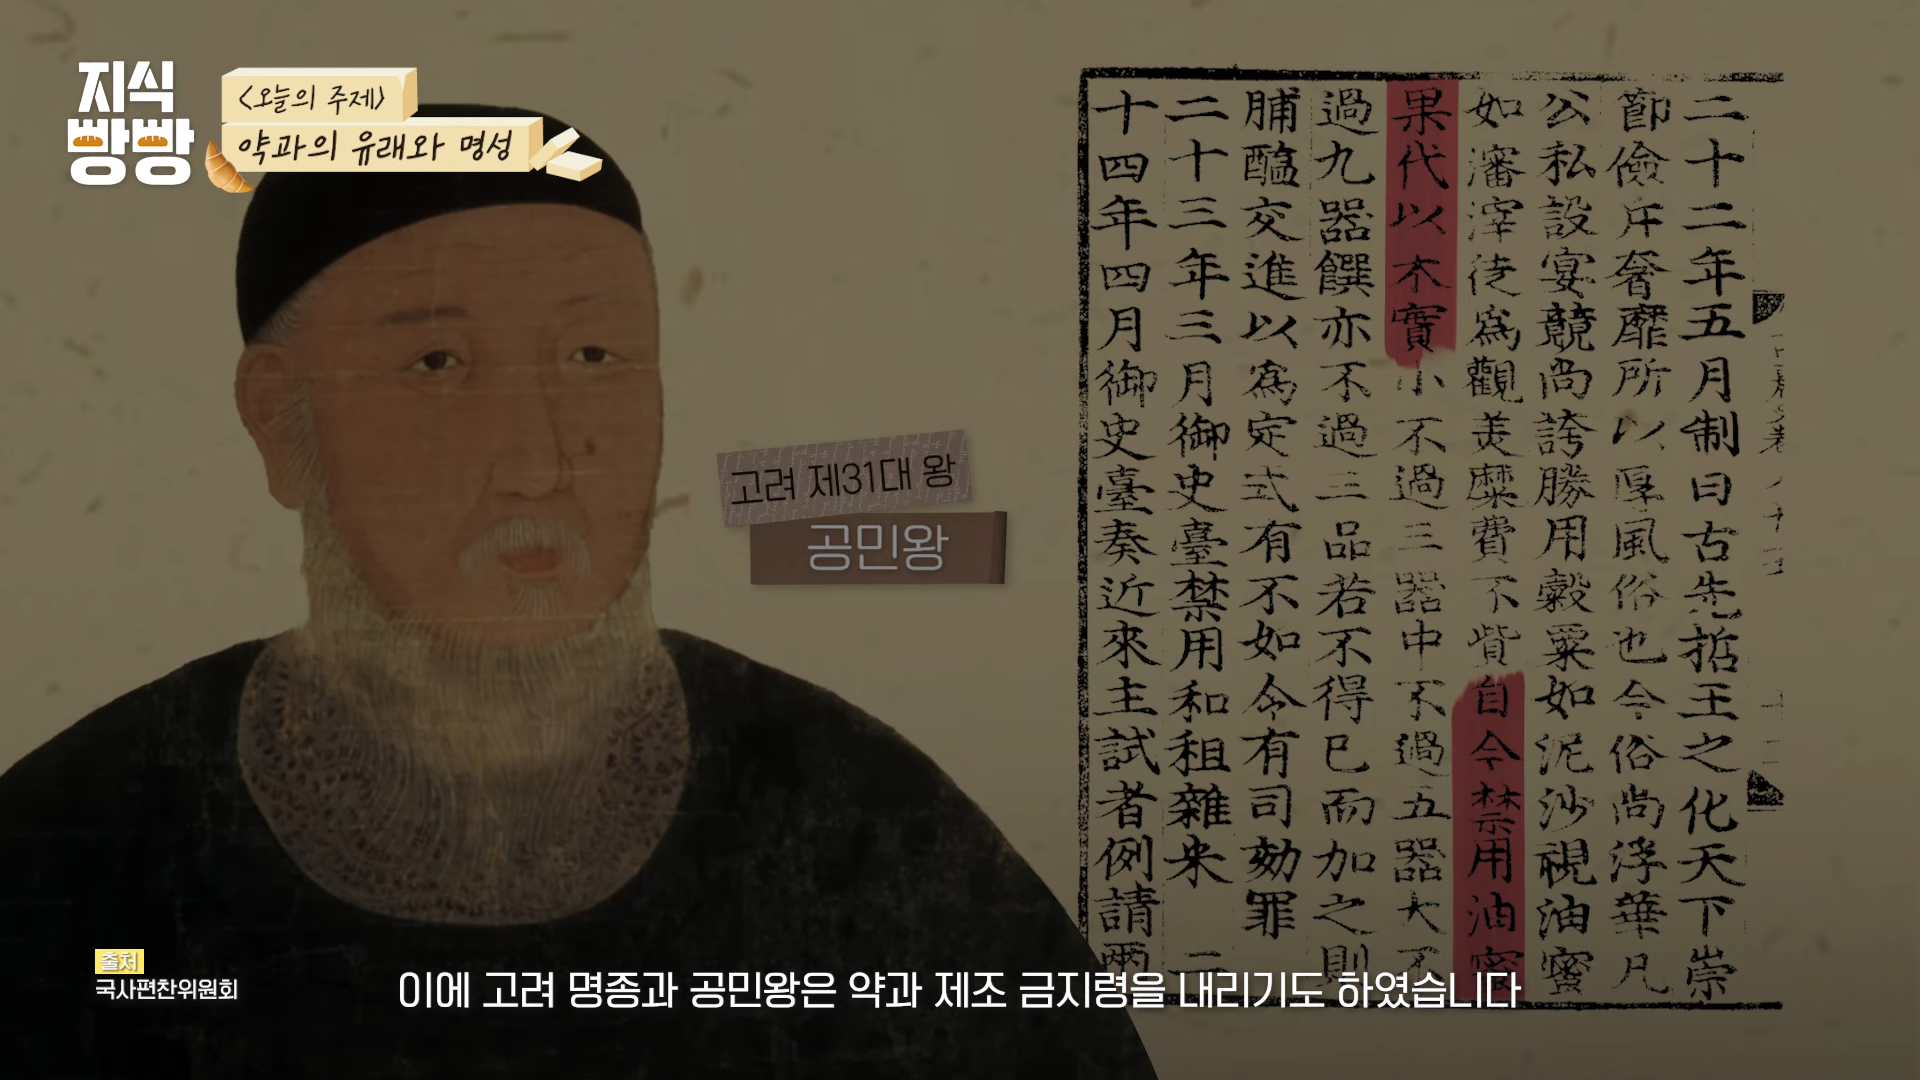 지식
빵빵
<오늘의 주제>
약과의 유래와 명성
고려 제31대 왕
공민왕
二十二年五月制曰古先哲王之化天下崇
節儉斥奢靡所以厚風俗也今俗尚浮華凡
公私設宴競尚誇勝用穀粟如泥沙視油蜜
如瀋滓徒爲觀美糜費不貲自今禁用油蜜
果代以木實小不過三器中不過五器大不
過九器饌亦不過三品若不得已而加之則
脯醢交進以爲定式有不如今有司劾罪
二十三年三月御史臺禁用和租雜米 二
十四年四月御史臺奏近來主試者例請兩
출처
국사편찬위원회
이에 고려 명종과 공민왕은 약과 제조 금지령을 내리기도 하였습니다